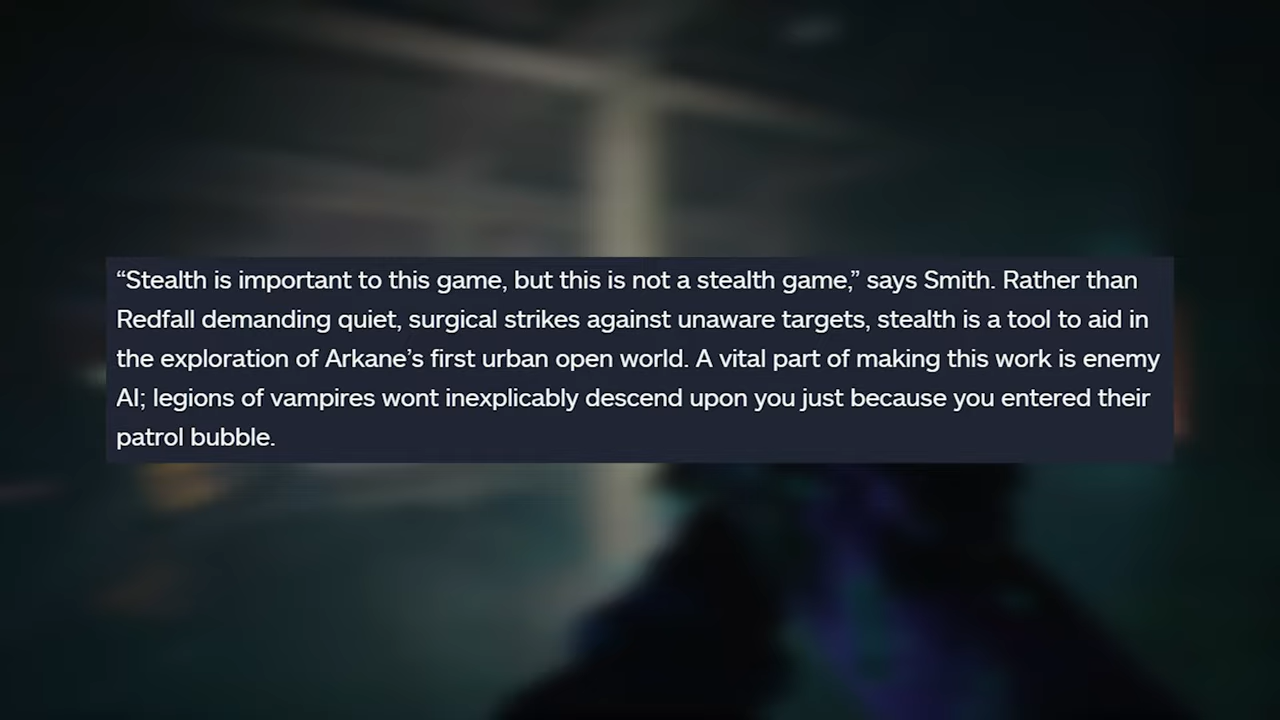 “Stealth is important to this game, but this is not a stealth game,” says Smith. Rather than
Redfall demanding quiet, surgical strikes against unaware targets, stealth is a tool to aid in
the exploration of Arkane’s first urban open world. A vital part of making this work is enemy
AI; legions of vampires wont inexplicably descend upon you just because you entered their
patrol bubble.